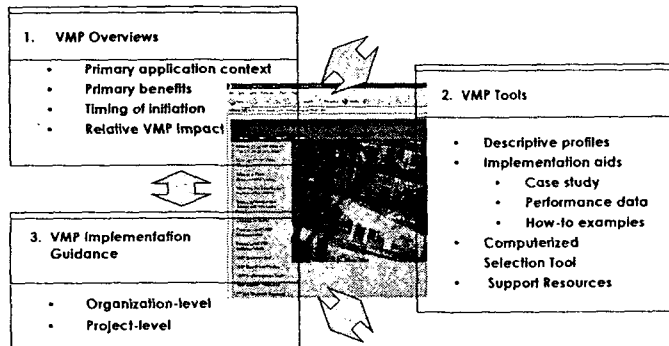 1. VMP Overviews
• Primary application context
• Primary benefits
• Timing of initiation
• Relative VMP Impact
2. VMP Tools
• Descriptive profiles
• Implementation aids
• Case study
• Performance data
• How-to examples
• Computerized
Selection Tool
• Support Resources
3. VMP Implementation
Guidance
• Organization-level
• Project-level